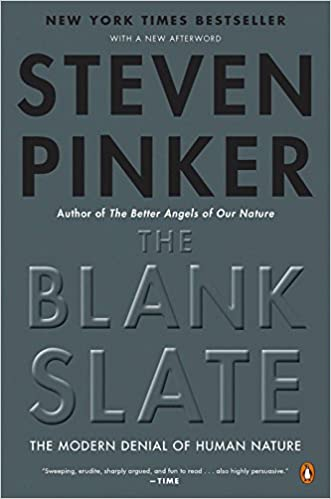 NEW YORK TIMES BESTSELLER
WITH A NEW AFTERWORD
STEVEN
PINKER
Author of The Better Angels of Our Nature
THE
BLANK
SLATE
THE MODERN DENIAL OF HUMAN NATURE
"Sweeping, erudite, sharply argued, and fun to read . . . also highly persuasive."
—TIME